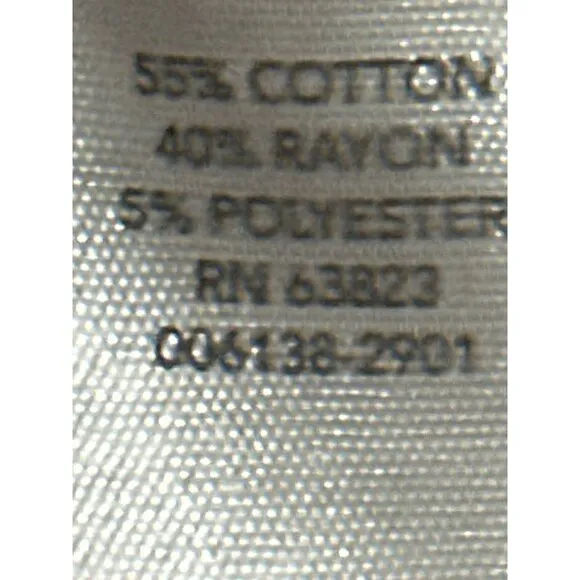 55% COTTON
40% RAYON
5% POLYESTER
RN 63823
006138-2901